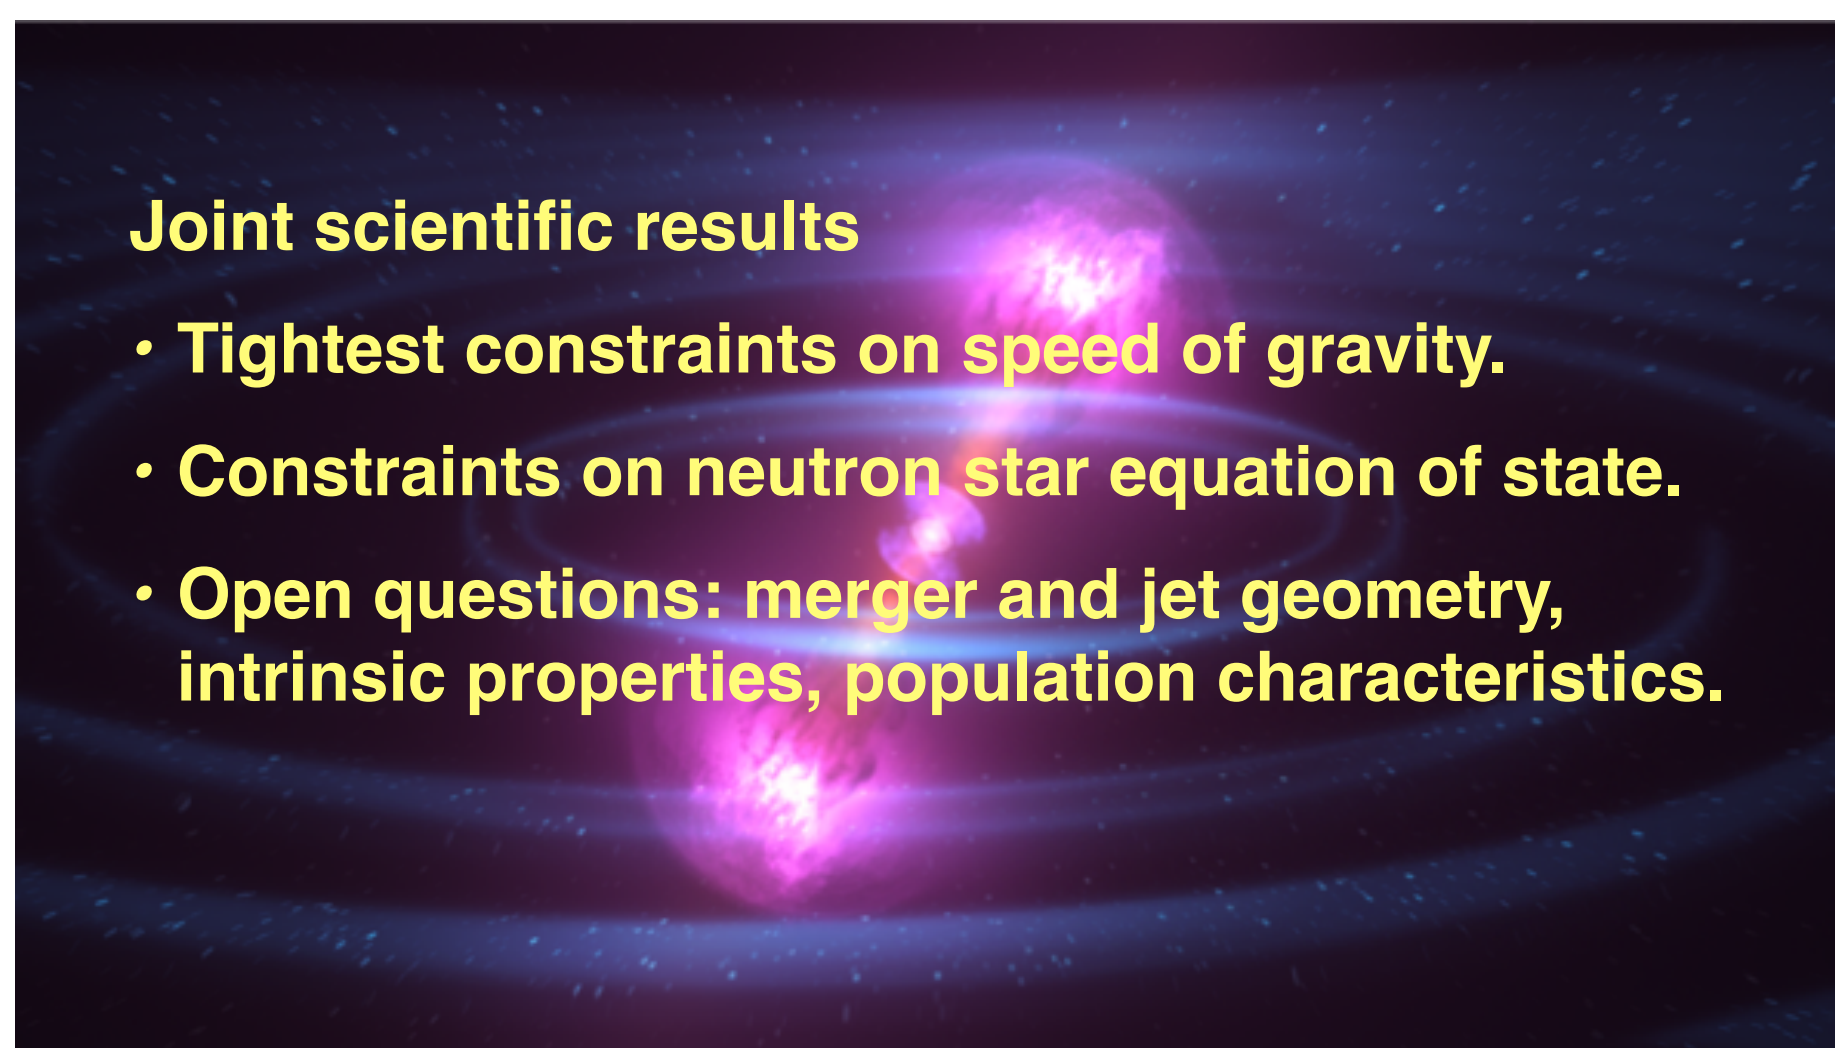 Joint scientific results
• Tightest constraints on speed of gravity.
• Constraints on neutron star equation of state.
• Open questions: merger and jet geometry,
intrinsic properties, population characteristics.